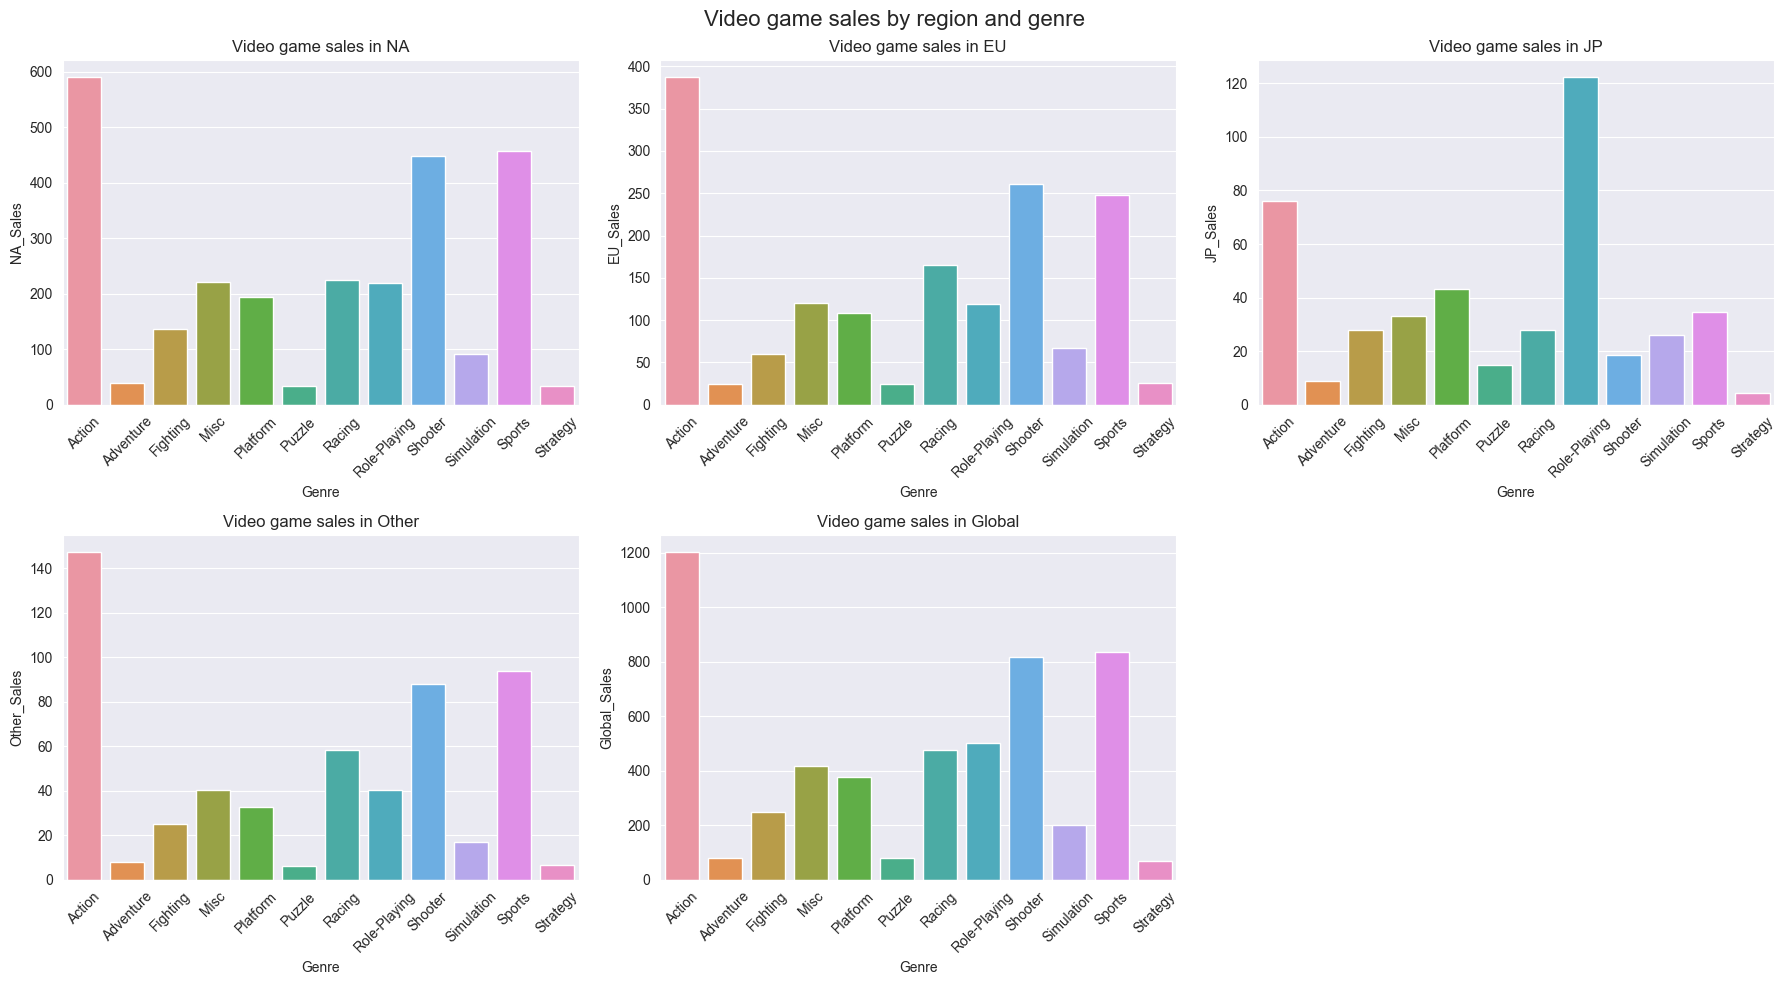 Video game sales by region and genre
Video game sales in NA
NA_Sales
600
500
400
300
200
100
0
Action
Adventure
Fighting
Misc
Platform
Puzzle
Racing
Role-Playing
Shooter
Simulation
Sports
Strategy
Genre
Video game sales in EU
EU_Sales
400
350
300
250
200
150
100
50
0
Action
Adventure
Fighting
Misc
Platform
Puzzle
Racing
Role-Playing
Shooter
Simulation
Sports
Strategy
Genre
Video game sales in JP
JP_Sales
120
100
80
60
40
20
0
Action
Adventure
Fighting
Misc
Platform
Puzzle
Racing
Role-Playing
Shooter
Simulation
Sports
Strategy
Genre
Video game sales in Other
Other_Sales
140
120
100
80
60
40
20
0
Action
Adventure
Fighting
Misc
Platform
Puzzle
Racing
Role-Playing
Shooter
Simulation
Sports
Strategy
Genre
Video game sales in Global
Global_Sales
1200
1000
800
600
400
200
0
Action
Adventure
Fighting
Misc
Platform
Puzzle
Racing
Role-Playing
Shooter
Simulation
Sports
Strategy
Genre